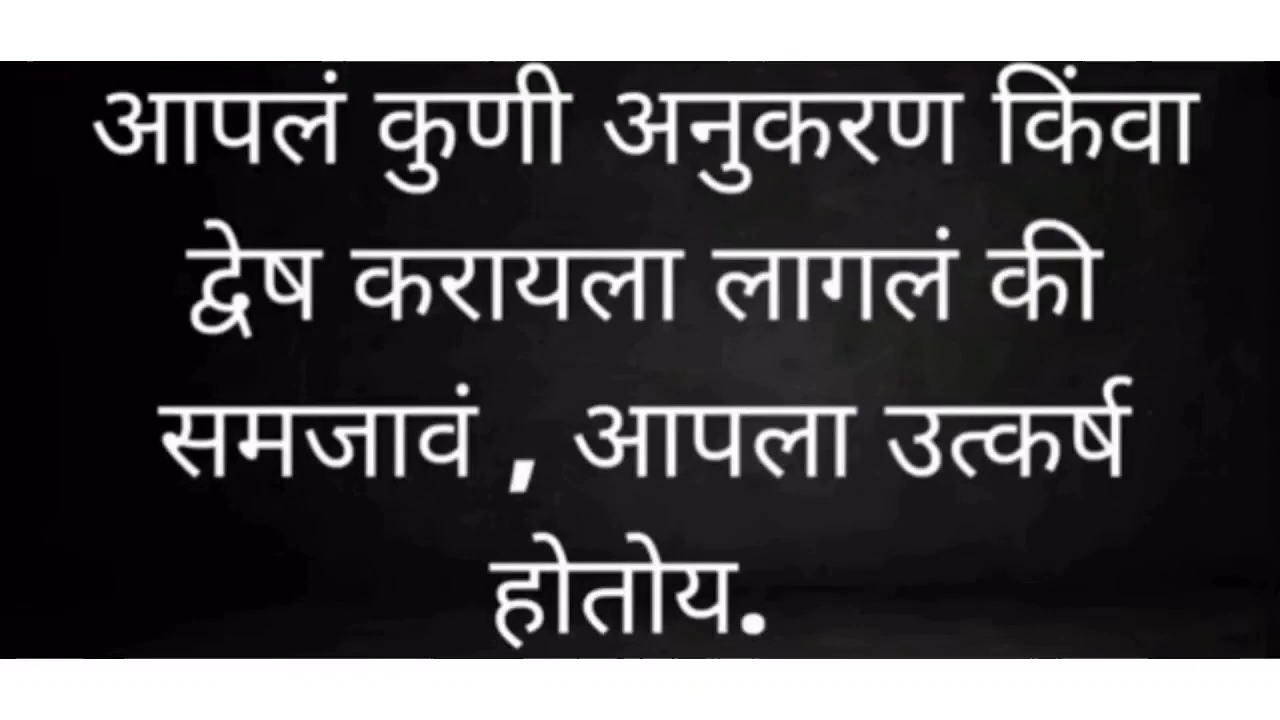 आपलं कुणी अनुकरण किंवा
द्वेष करायला लागलं की
समजावं , आपला उत्कर्ष
होतोय.